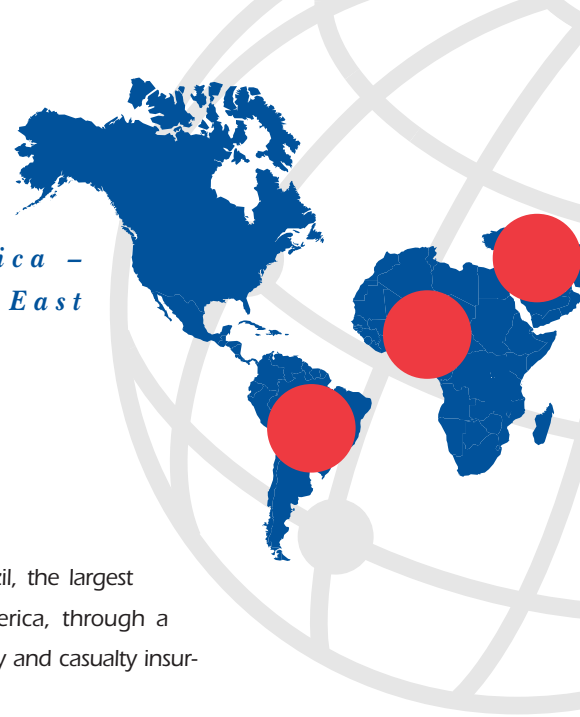 ica –
East
il, the largest
erica, through a
y and casualty insur-